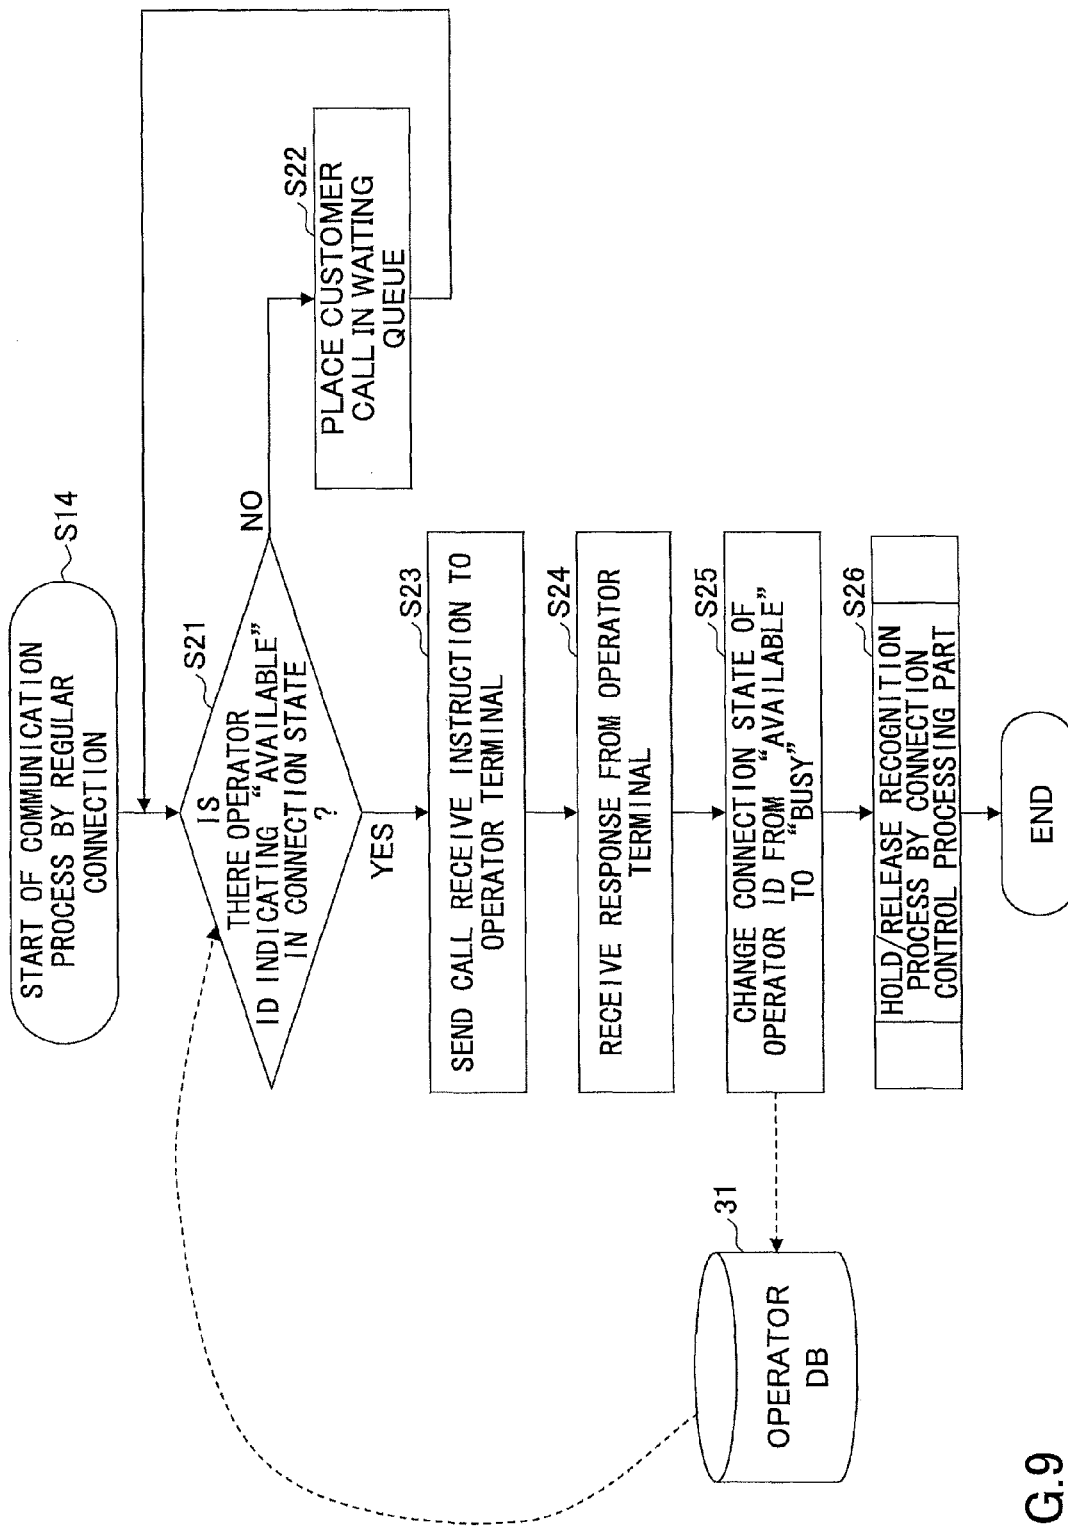 START OF COMMUNICATION
PROCESS BY REGULAR
CONNECTION
S14
S21
IS
THERE OPERATOR
ID INDICATING "AVAILABLE"
IN CONNECTION STATE
?
NO
YES
S22
PLACE CUSTOMER
CALL IN WAITING
QUEUE
S23
SEND CALL RECEIVE INSTRUCTION TO
OPERATOR TERMINAL
S24
RECEIVE RESPONSE FROM OPERATOR
TERMINAL
S25
CHANGE CONNECTION STATE OF
OPERATOR ID FROM "AVAILABLE"
TO "BUSY"
S26
HOLD/RELEASE RECOGNITION
PROCESS BY CONNECTION
CONTROL PROCESSING PART
END
31
OPERATOR
DB
G.9